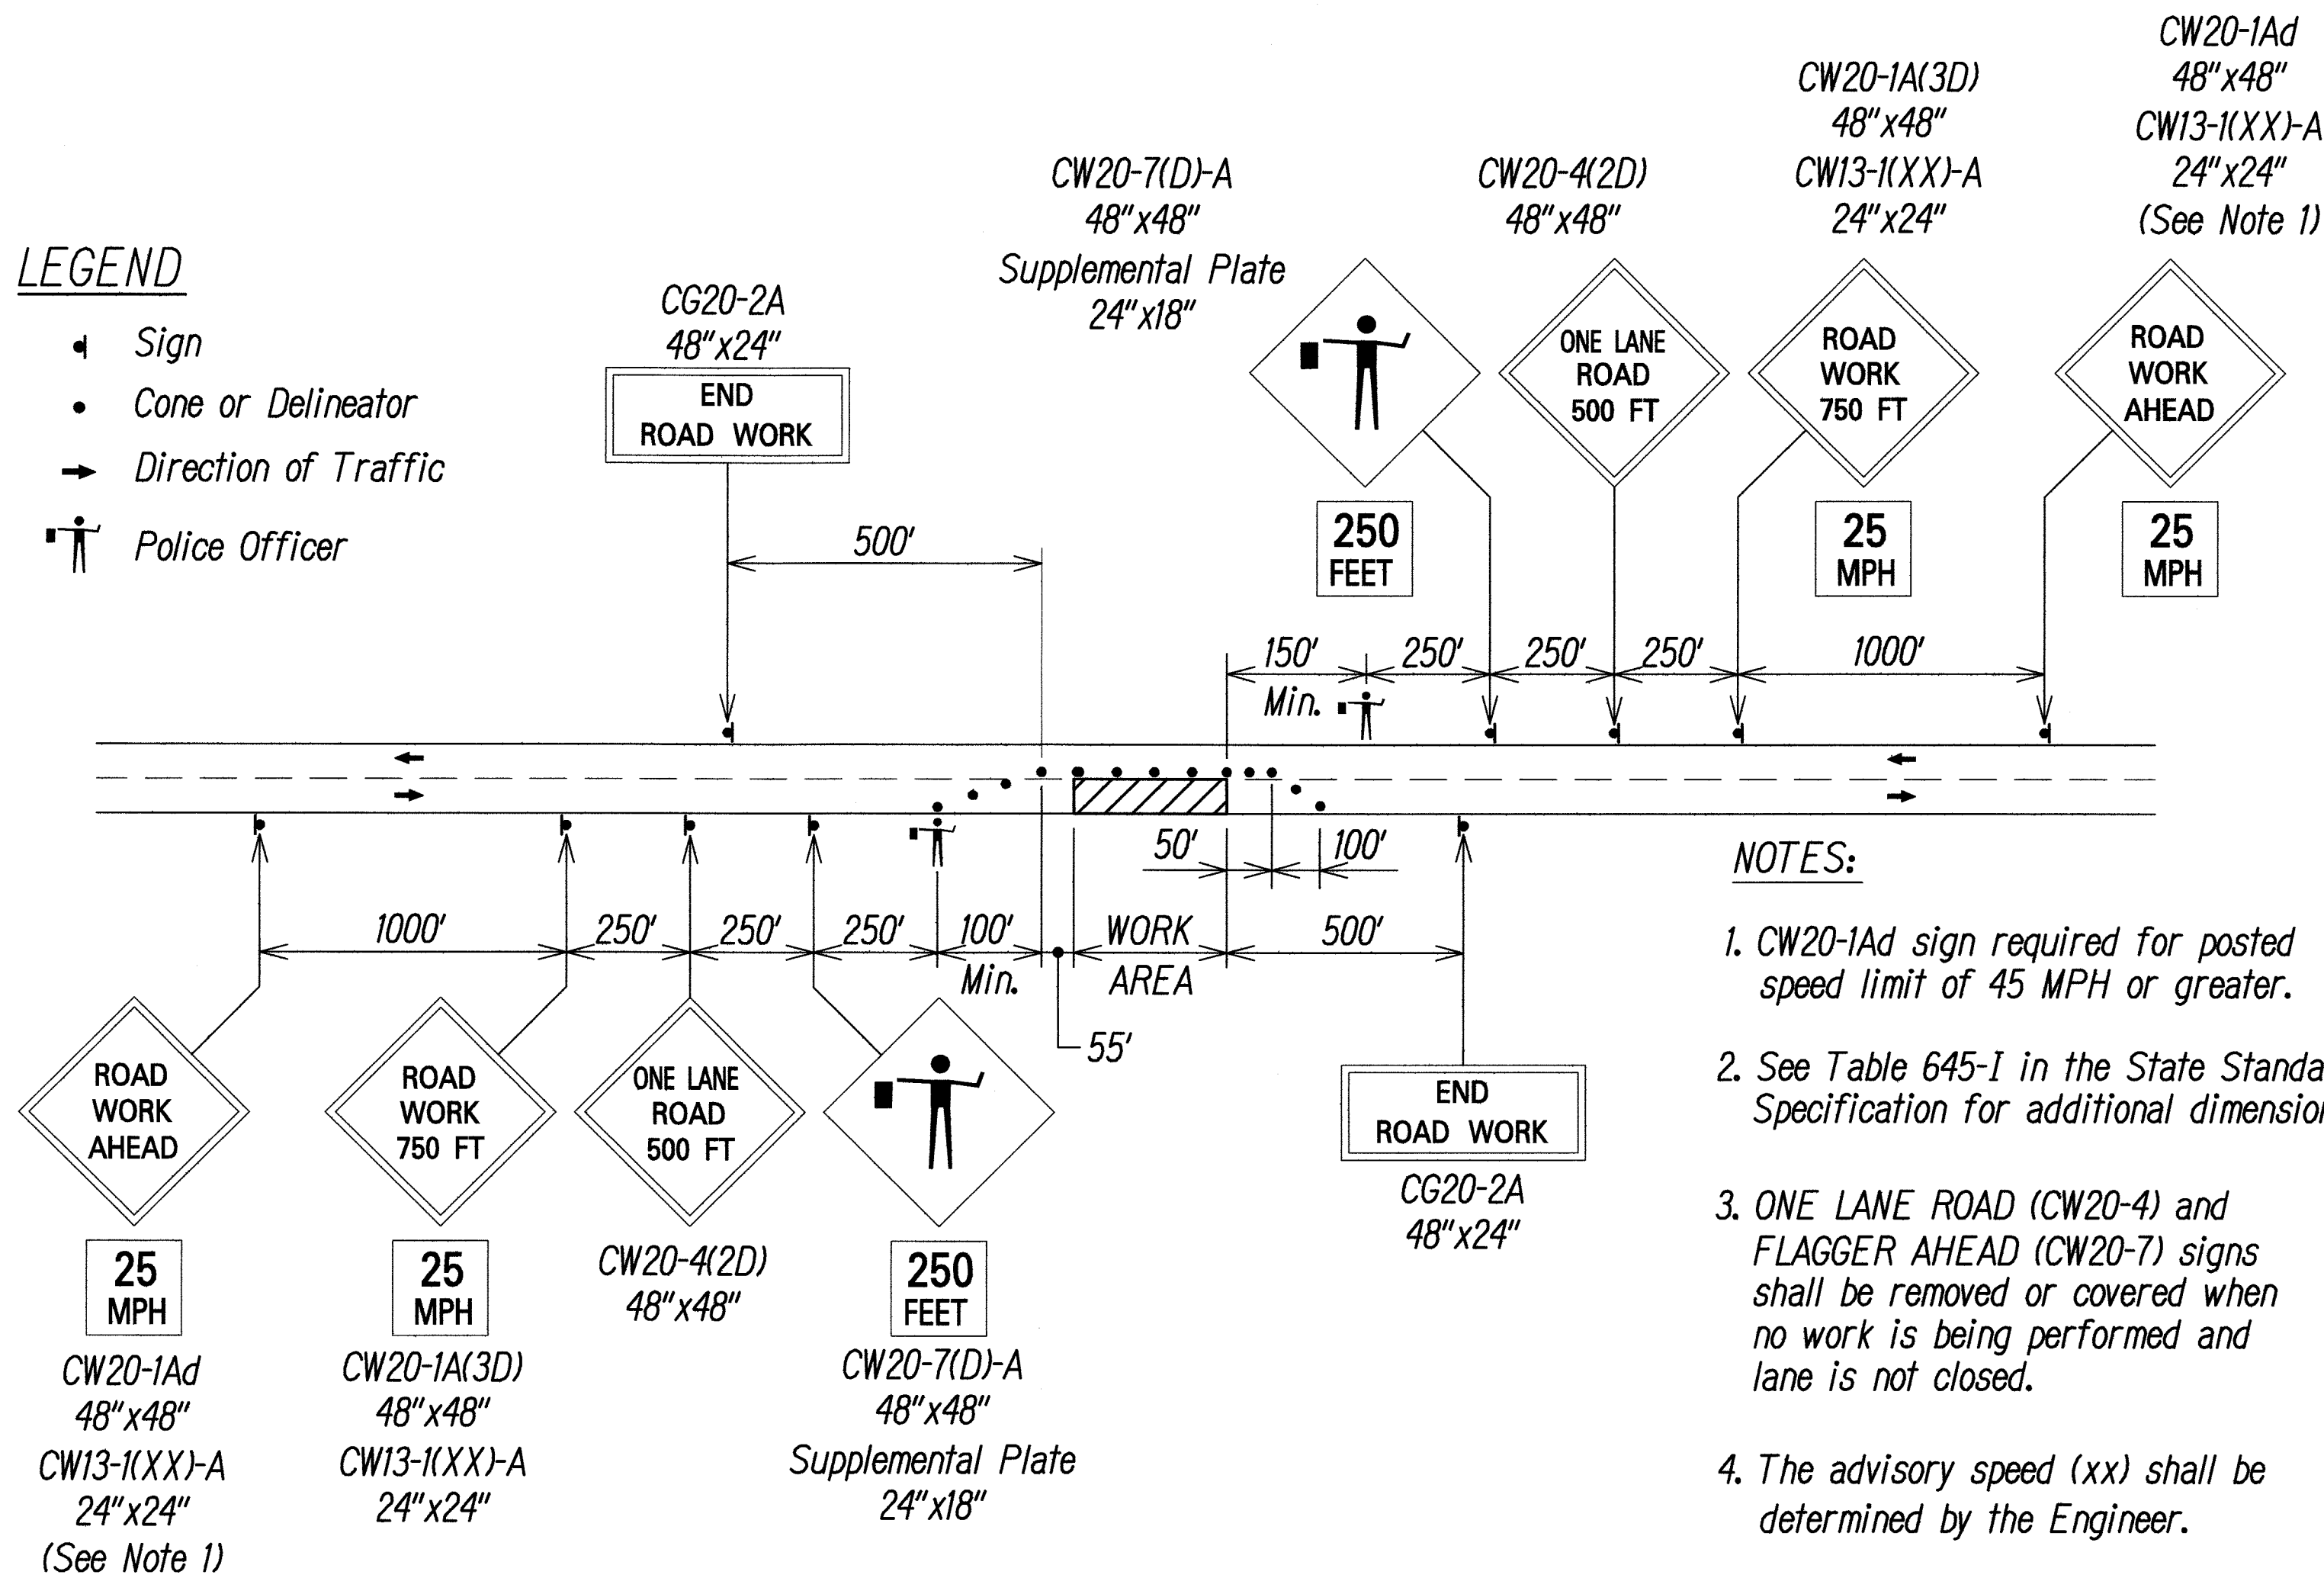 LEGEND
Sign
Cone or Delineator
Direction of Traffic
Police Officer
CG20-2A
48"x24"
END
ROAD WORK
CW20-7(D)-A
48"x48"
Supplemental Plate
24"x18"
250
FEET
CW20-4(2D)
48"x48"
ONE LANE
ROAD
500 FT
CW20-1A(3D)
48"x48"
CW13-1(XX)-A
24"x24"
ROAD
WORK
750 FT
25
MPH
CW20-1Ad
48"x48"
CW13-1(XX)-A
24"x24"
(See Note 1)
ROAD
WORK
AHEAD
25
MPH
500'
150'
Min.
250'
250'
250'
1000'
50'
100'
1000'
250'
250'
250'
100'
Min.
WORK
AREA
500'
55'
ROAD
WORK
AHEAD
25
MPH
CW20-1Ad
48"x48"
CW13-1(XX)-A
24"x24"
(See Note 1)
ROAD
WORK
750 FT
25
MPH
CW20-1A(3D)
48"x48"
CW13-1(XX)-A
24"x24"
ONE LANE
ROAD
500 FT
CW20-4(2D)
48"x48"
250
FEET
CW20-7(D)-A
48"x48"
Supplemental Plate
24"x18"
END
ROAD WORK
CG20-2A
48"x24"
NOTES:
1. CW20-1Ad sign required for posted
speed limit of 45 MPH or greater.
2. See Table 645-I in the State Standa
Specification for additional dimension
3. ONE LANE ROAD (CW20-4) and
FLAGGER AHEAD (CW20-7) signs
shall be removed or covered when
no work is being performed and
lane is not closed.
4. The advisory speed (xx) shall be
determined by the Engineer.